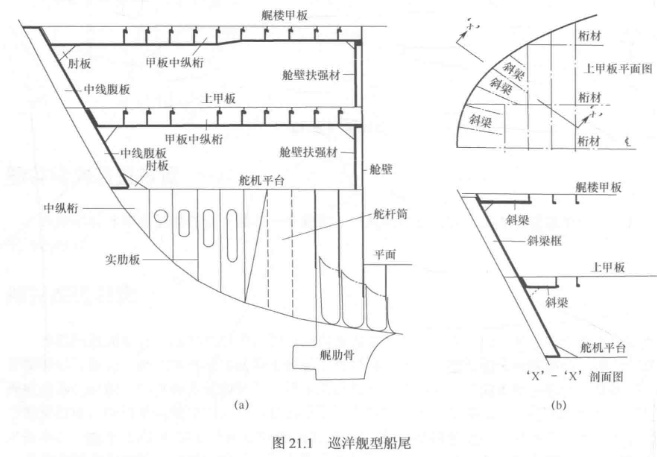 艉楼甲板
肘板
甲板中纵桁
舱壁扶强材
中线腹板
上甲板
甲板中纵桁
中线腹板
舱壁扶强材
肘板
舱壁
舵机平台
中纵桁
舵杆筒
实肋板
平面
艉肋骨
(a)
'X'
桁材
斜梁
上甲板平面图
斜梁
桁材
'X'
斜梁
桁材
艉楼甲板
斜梁
斜梁框
上甲板
斜梁
舵机平台
'X'-'X' 剖面图
(b)
图 21.1 巡洋舰型船尾